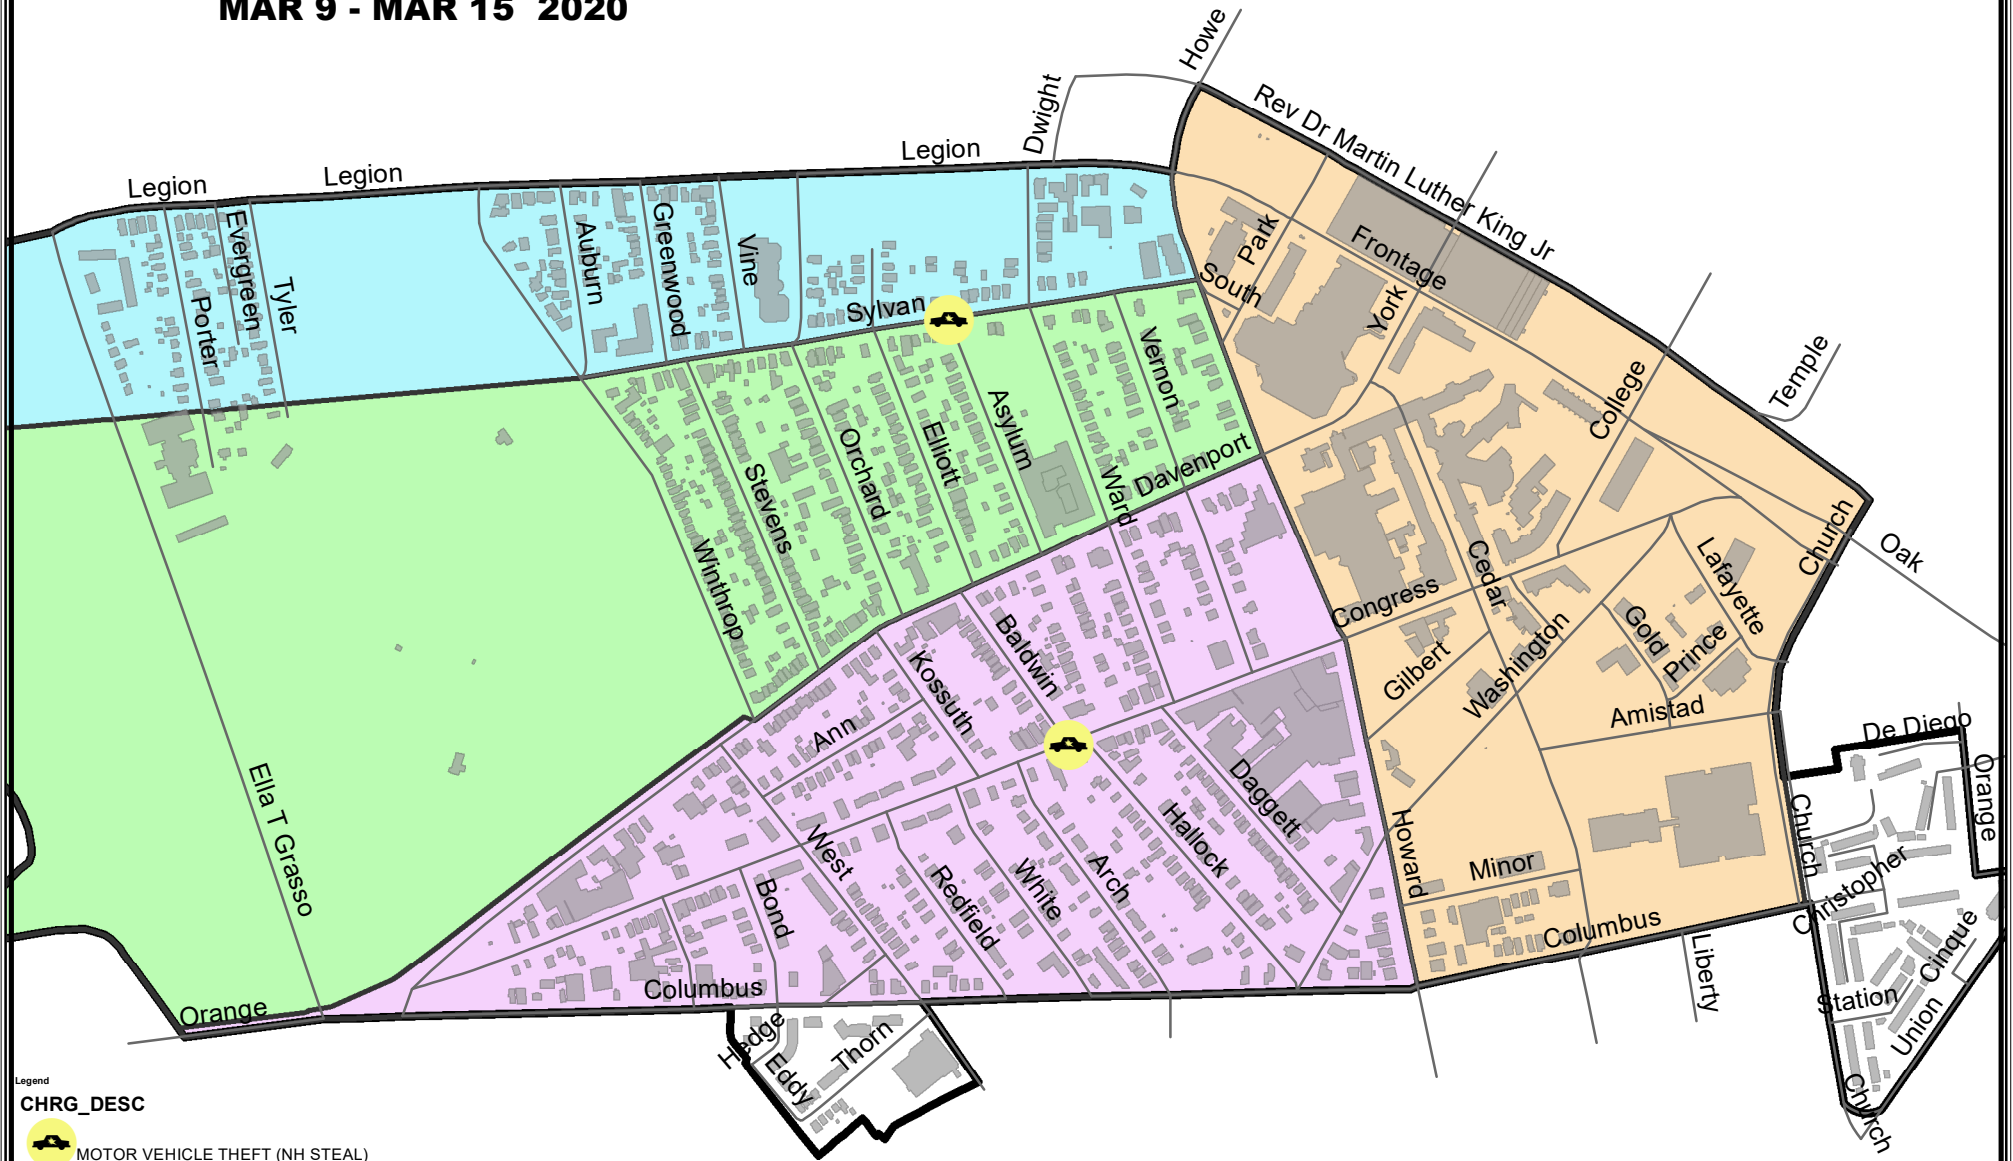 MAR 9 - MAR 15 2020
Howe
Dwight
Rev Dr Martin Luther King Jr
Legion
Legion
Legion
Evergreen
Porter
Tyler
Auburn
Greenwood
Vine
Sylvan
South
Park
Frontage
York
College
Temple
Vernon
Asylum
Elliott
Orchard
Stevens
Winthrop
Ward
Davenport
Cedar
Congress
Church
Oak
Lafayette
Gold
Prince
Washington
Gilbert
Amistad
Baldwin
Kossuth
Ann
Ella T Grasso
Daggett
Hallock
Arch
White
Redfield
West
Bond
Howard
Minor
Columbus
Columbus
Orange
De Diego
Orange
Church
Christopher
Cinque
Station
Union
Liberty
Church
Hedge
Eddy
Thorn
Legend
CHRG_DESC
MOTOR VEHICLE THEFT (NH STEAL)